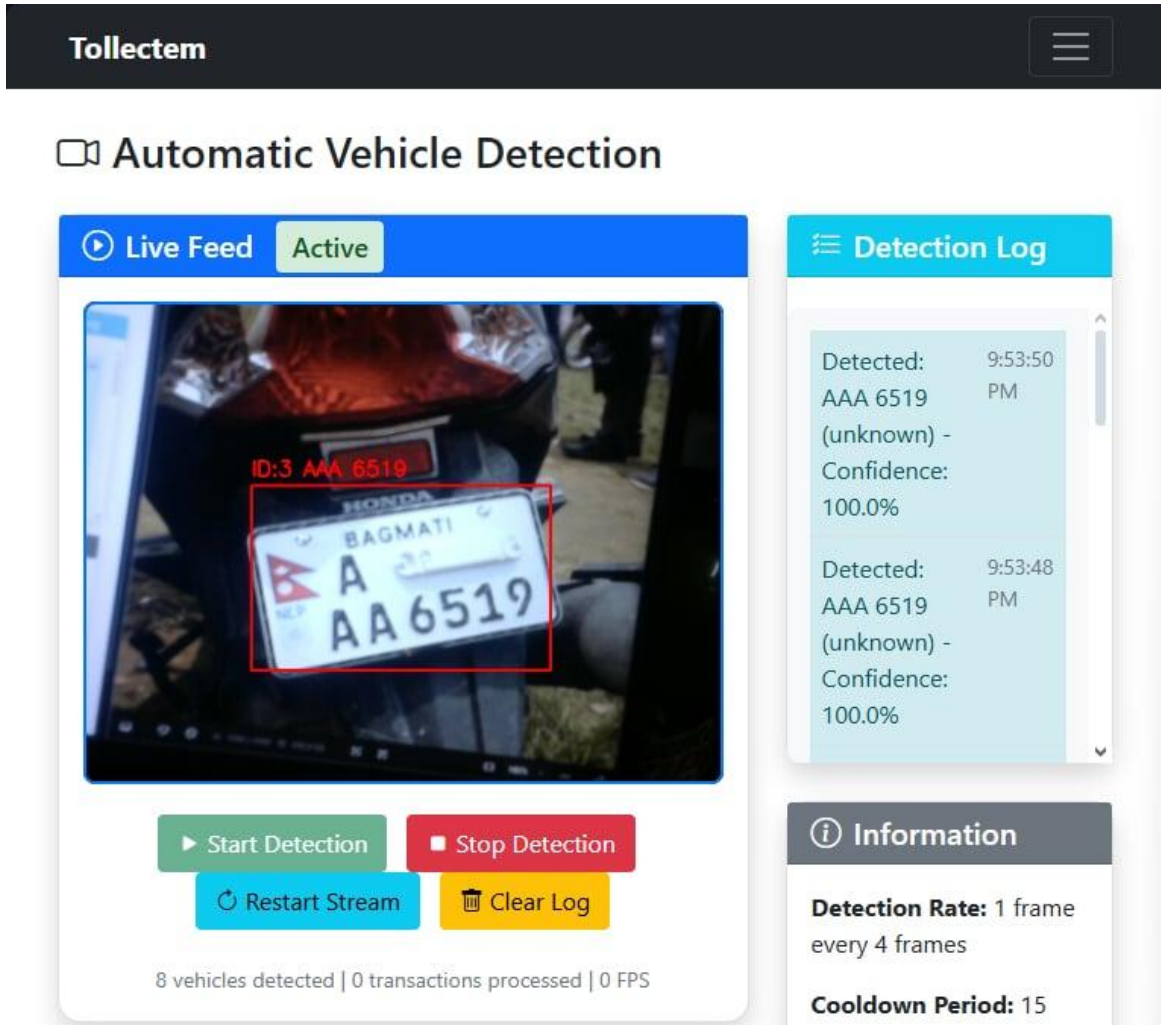 Tollectem
Automatic Vehicle Detection
Live Feed
Active
ID:3 AAA 6519
HONDA
BAGMATI
A
NEP
AA 6519
Start Detection
Stop Detection
Restart Stream
Clear Log
8 vehicles detected | 0 transactions processed | 0 FPS
Detection Log
Detected:
AAA 6519
(unknown) -
Confidence:
100.0%
9:53:50
PM
Detected:
AAA 6519
(unknown) -
Confidence:
100.0%
9:53:48
PM
Information
Detection Rate: 1 frame
every 4 frames
Cooldown Period: 15